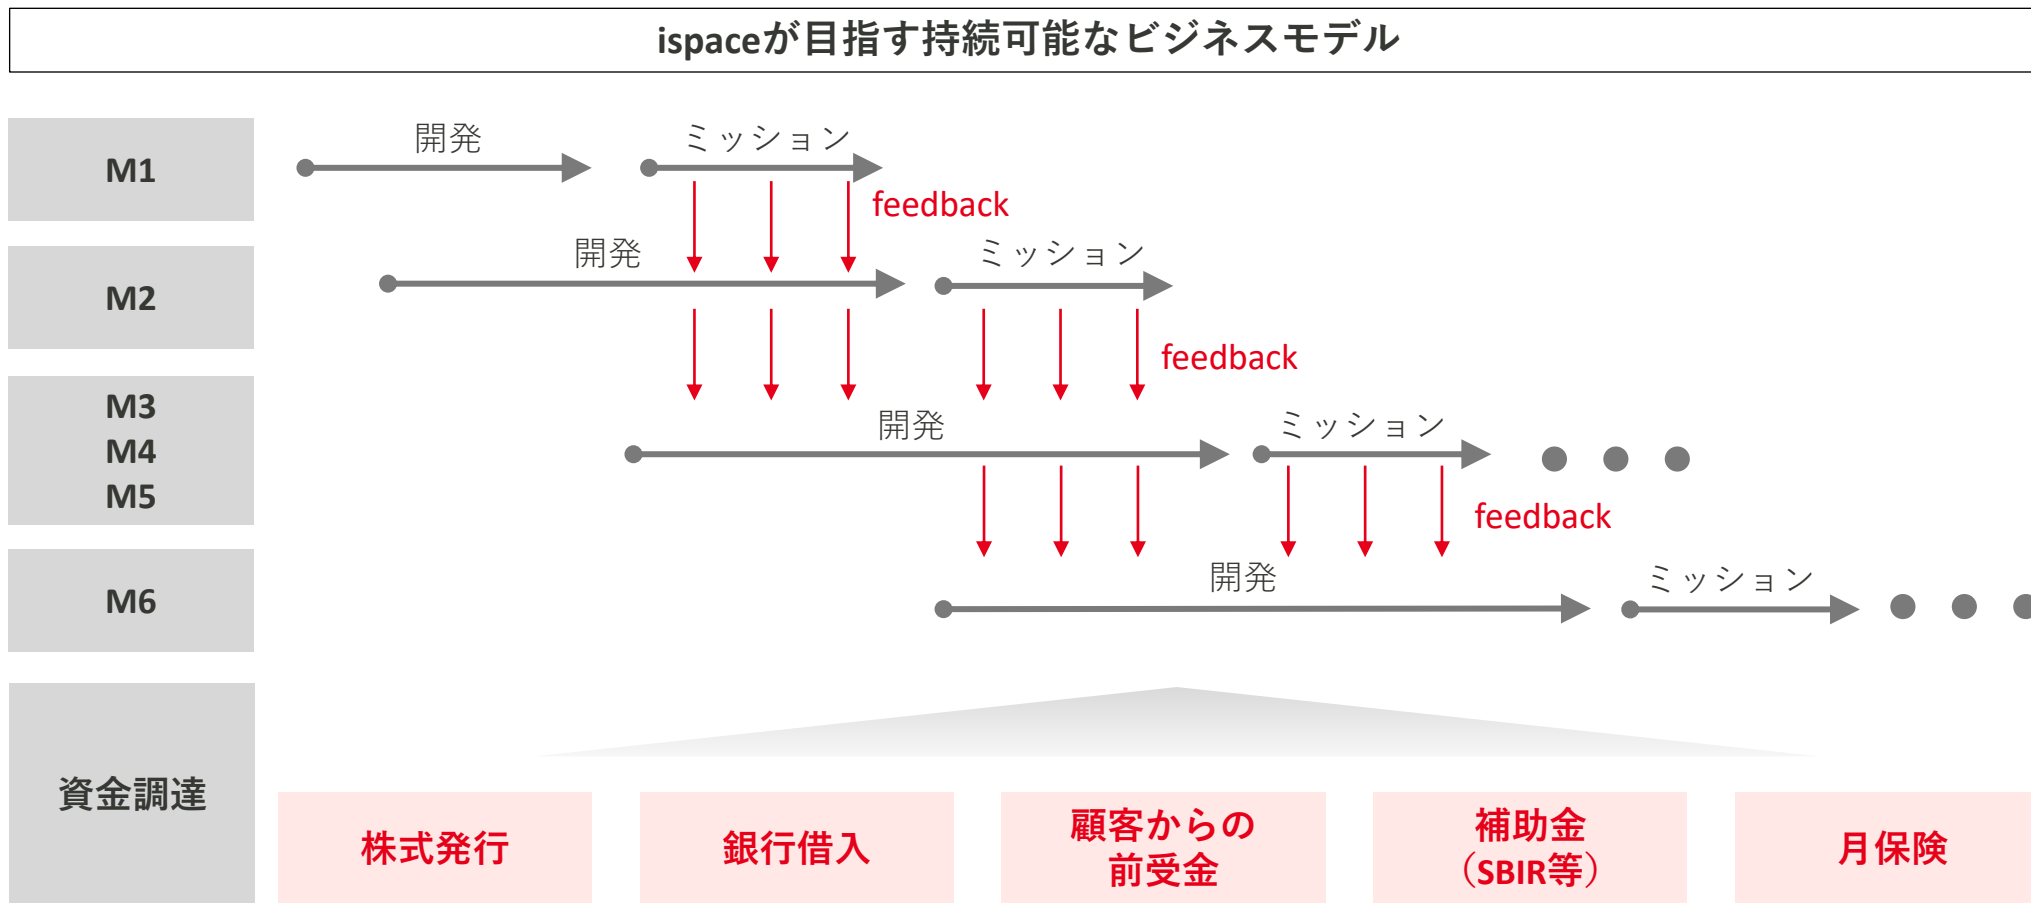 ispaceが目指す持続可能なビジネスモデル
M1
開発
ミッション
feedback
M2
開発
ミッション
feedback
M3
M4
M5
開発
ミッション
feedback
M6
開発
ミッション
資金調達
株式発行
銀行借入
顧客からの
前受金
補助金
（SBIR等）
月保険